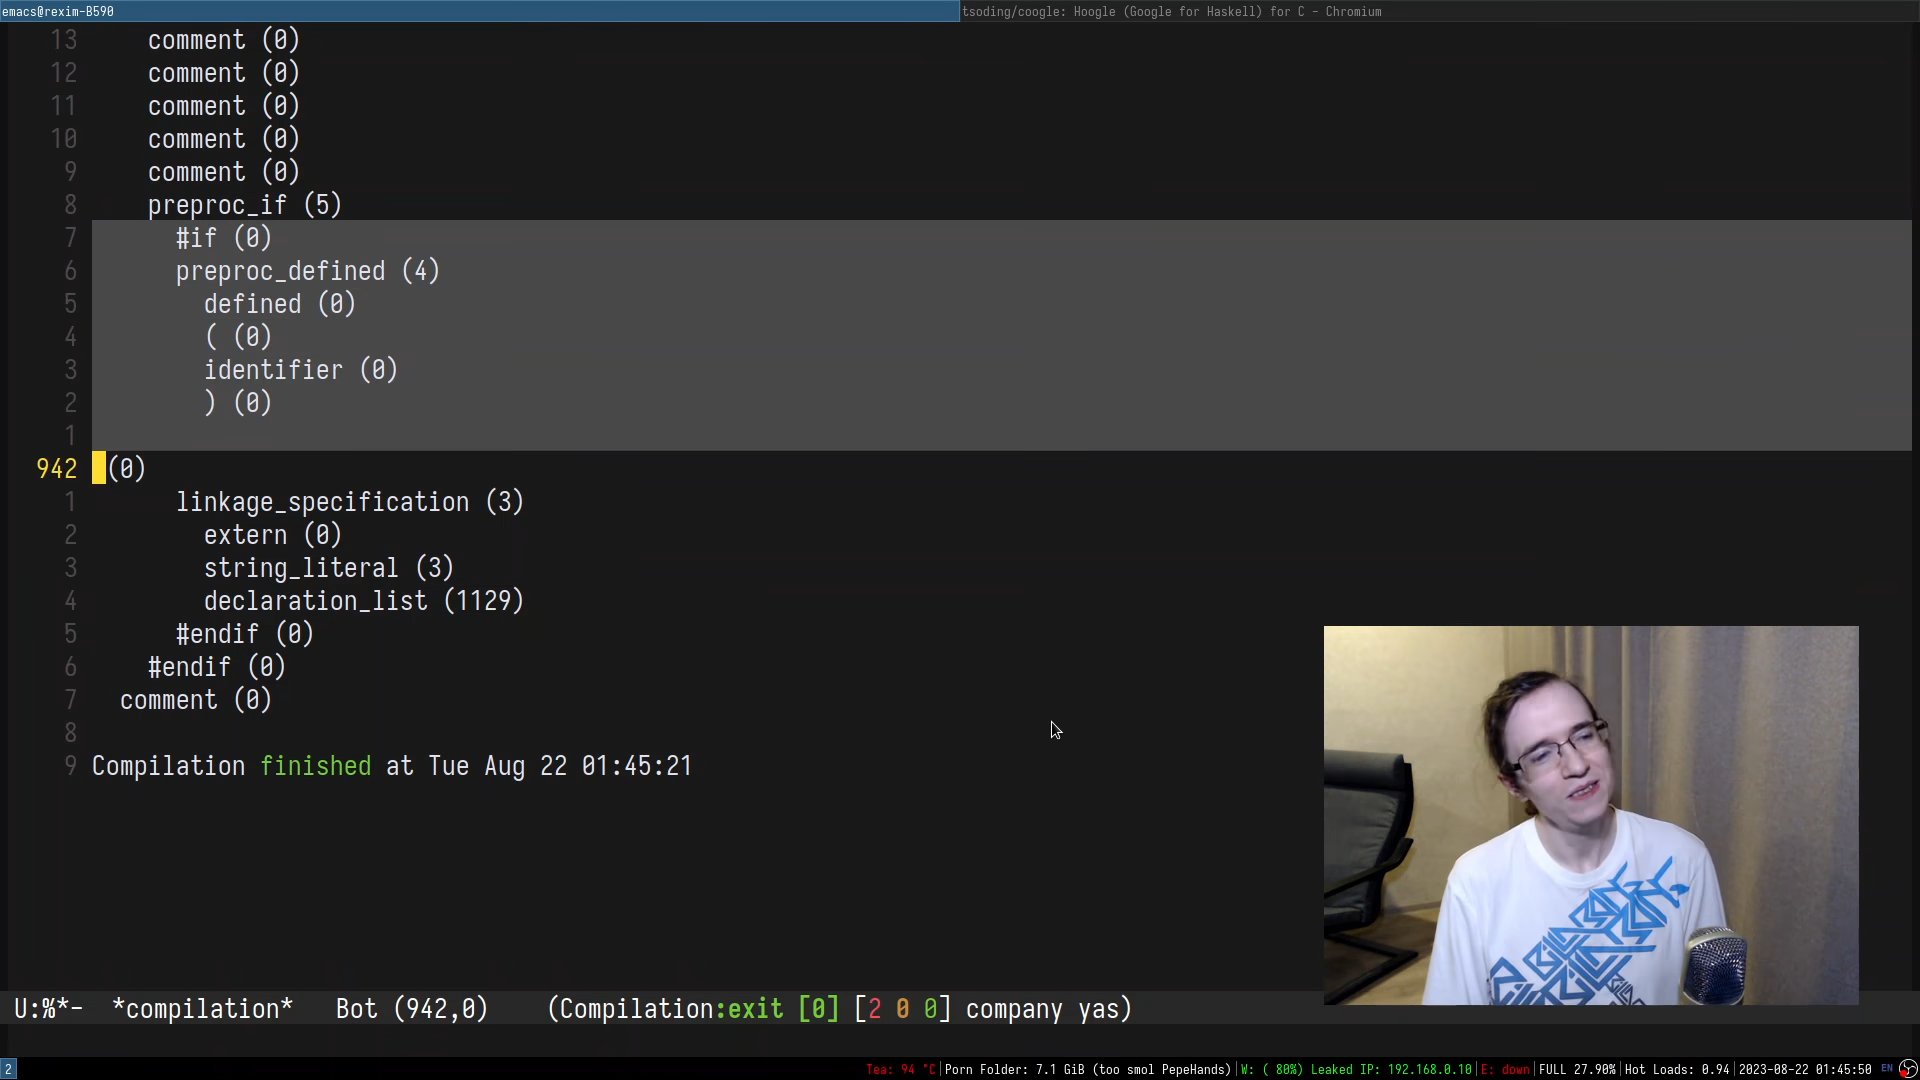 emacs@rexim-B590
tsoding/coogle: Hoogle (Google for Haskell) for C - Chromium
13 comment (0)
12 comment (0)
11 comment (0)
10 comment (0)
9 comment (0)
8 preproc_if (5)
7 #if (0)
6 preproc_defined (4)
5 defined (0)
4 ( (0)
3 identifier (0)
2 ) (0)
1
942 (0)
1 linkage_specification (3)
2 extern (0)
3 string_literal (3)
4 declaration_list (1129)
5 #endif (0)
6 #endif (0)
7 comment (0)
8
9 Compilation finished at Tue Aug 22 01:45:21
U:%*- *compilation* Bot (942,0) (Compilation:exit [0] [2 0 0] company yas)
2 Tea: 94 °C|Porn Folder: 7.1 GiB (too smol PepeHands)|W: ( 80%) Leaked IP: 192.168.0.10|E: down|FULL 27.90%|Hot Loads: 0.94|2023-08-22 01:45:50 EN